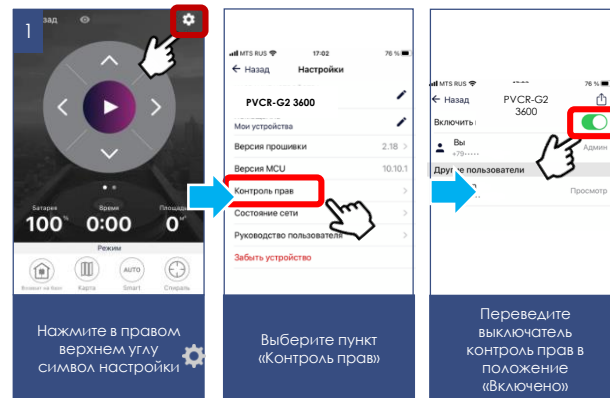 1
зад
Батарея
Время
Площадь
100 %
0:00
0 м²
Режим
Возврат на базу
Карта
AUTO
Smart
Спираль
Нажмите в правом
верхнем углу
символ настройки
MTS RUS 17:02 76 %
← Назад Настройки
PVCR-G2 3600
Мои устройства
Версия прошивки 2.18 >
Версия MCU 10.10.1
Контроль прав >
Состояние сети >
Руководство пользователя >
Забыть устройство
Выберите пункт
«Контроль прав»
MTS RUS 76 %
← Назад PVCR-G2
3600
Включить
Вы Админ
+79·····
Другие пользователи
Просмотр
Переведите
выключатель
контроль прав в
положение
«Включено»